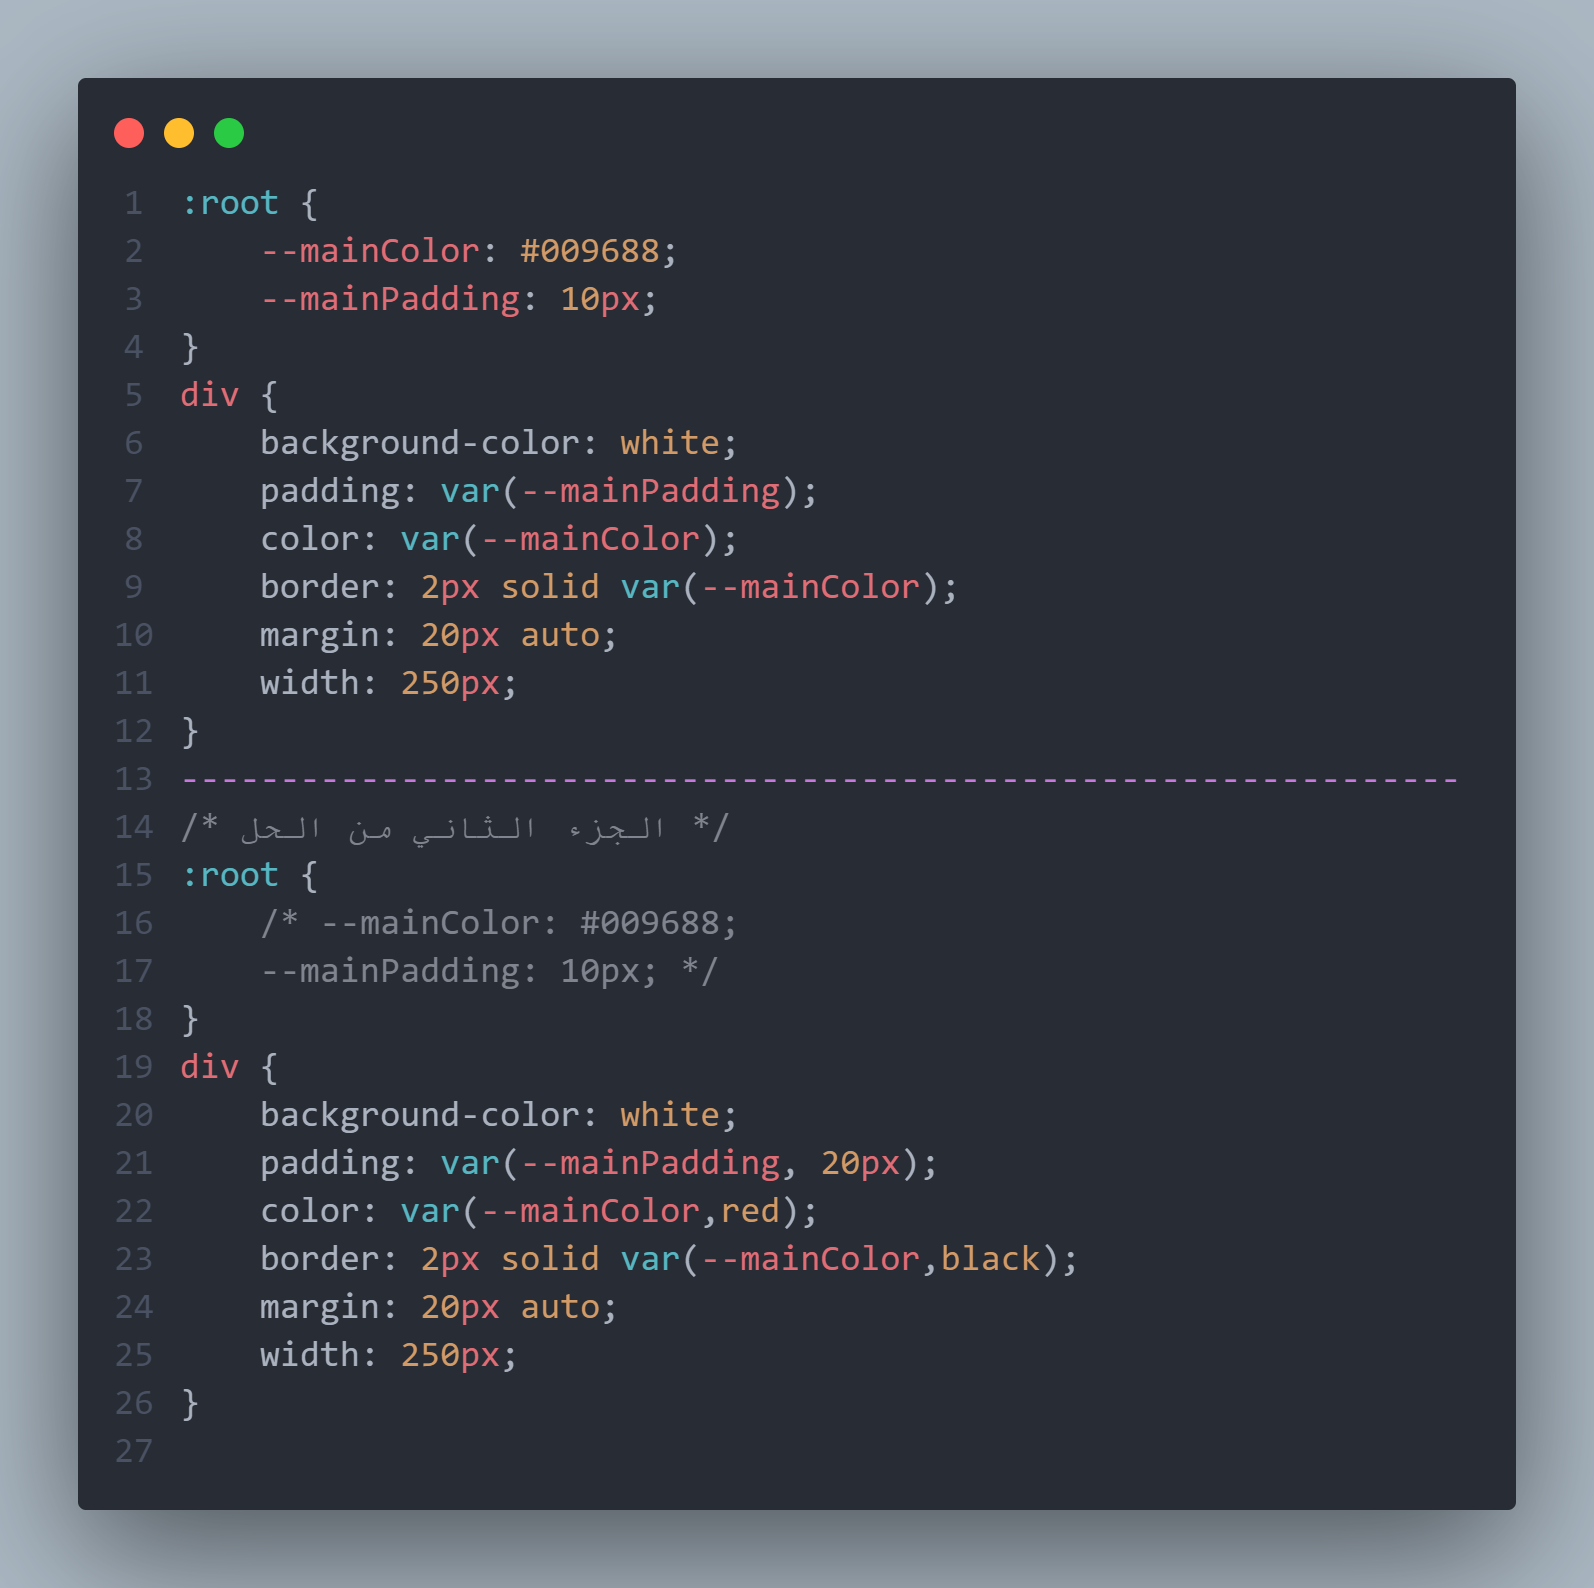 1 :root {
2     --mainColor: #009688;
3     --mainPadding: 10px;
4 }
5 div {
6     background-color: white;
7     padding: var(--mainPadding);
8     color: var(--mainColor);
9     border: 2px solid var(--mainColor);
10     margin: 20px auto;
11     width: 250px;
12 }
13 ----------------------------------------------------------------
14 /* الجزء الثاني من الحل */
15 :root {
16     /* --mainColor: #009688;
17     --mainPadding: 10px; */
18 }
19 div {
20     background-color: white;
21     padding: var(--mainPadding, 20px);
22     color: var(--mainColor,red);
23     border: 2px solid var(--mainColor,black);
24     margin: 20px auto;
25     width: 250px;
26 }
27